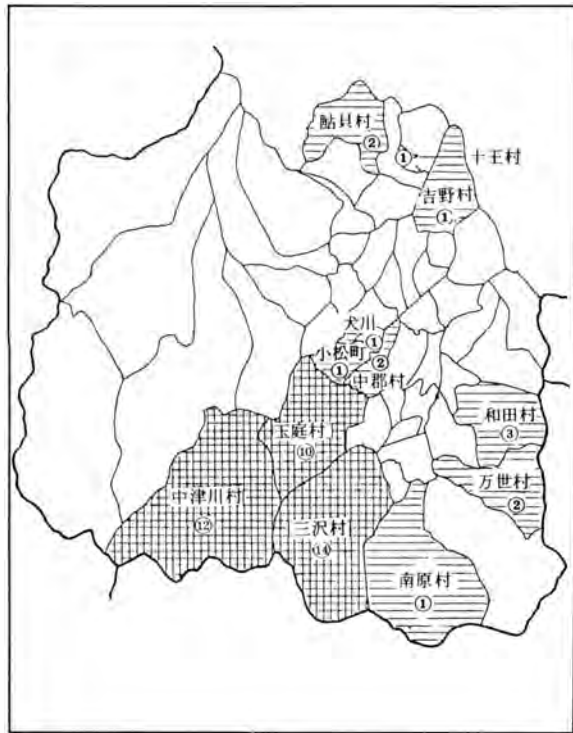 鮎貝村
②
①
十王村
吉野村
①
犬川
①
小松町
①
②
中郡村
和田村
③
玉庭村
⑩
万世村
②
中津川村
⑫
三沢村
⑭
南原村
①